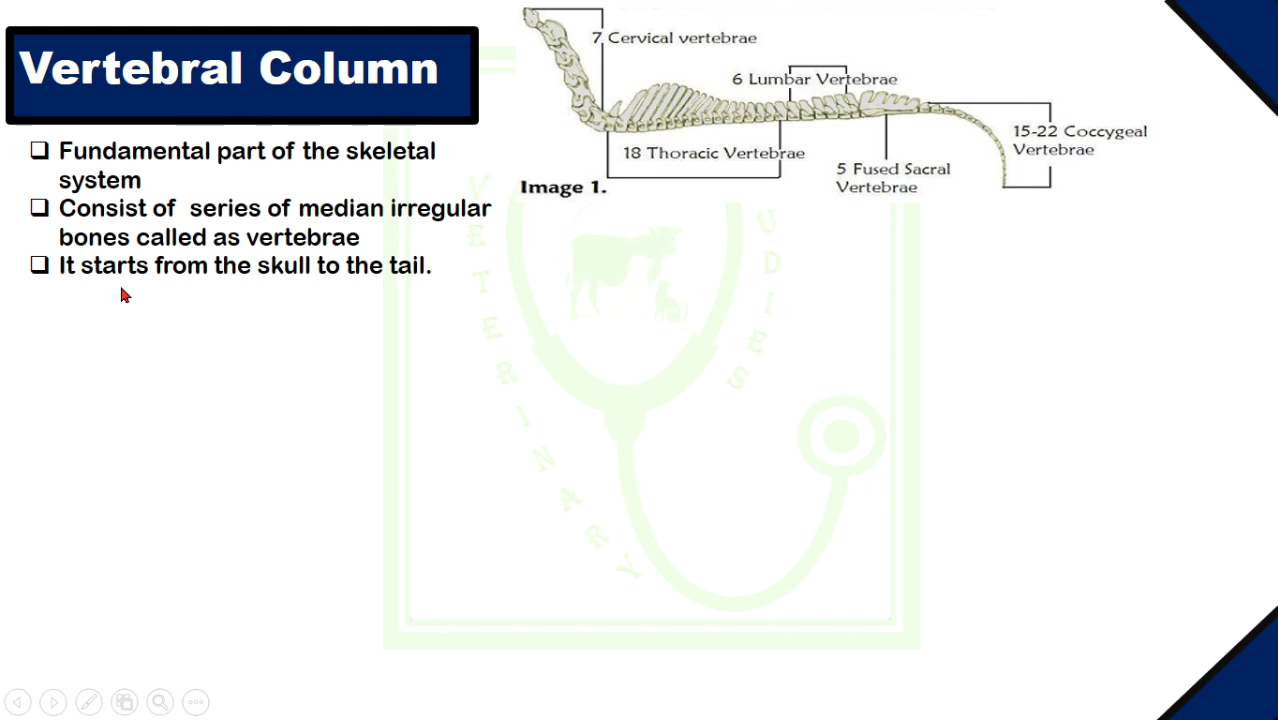 Vertebral Column
❑ Fundamental part of the skeletal
system
❑ Consist of series of median irregular
bones called as vertebrae
❑ It starts from the skull to the tail.
7 Cervical vertebrae
6 Lumbar Vertebrae
18 Thoracic Vertebrae
5 Fused Sacral
Vertebrae
15-22 Coccygeal
Vertebrae
Image 1.
VETERINARY
UDIES